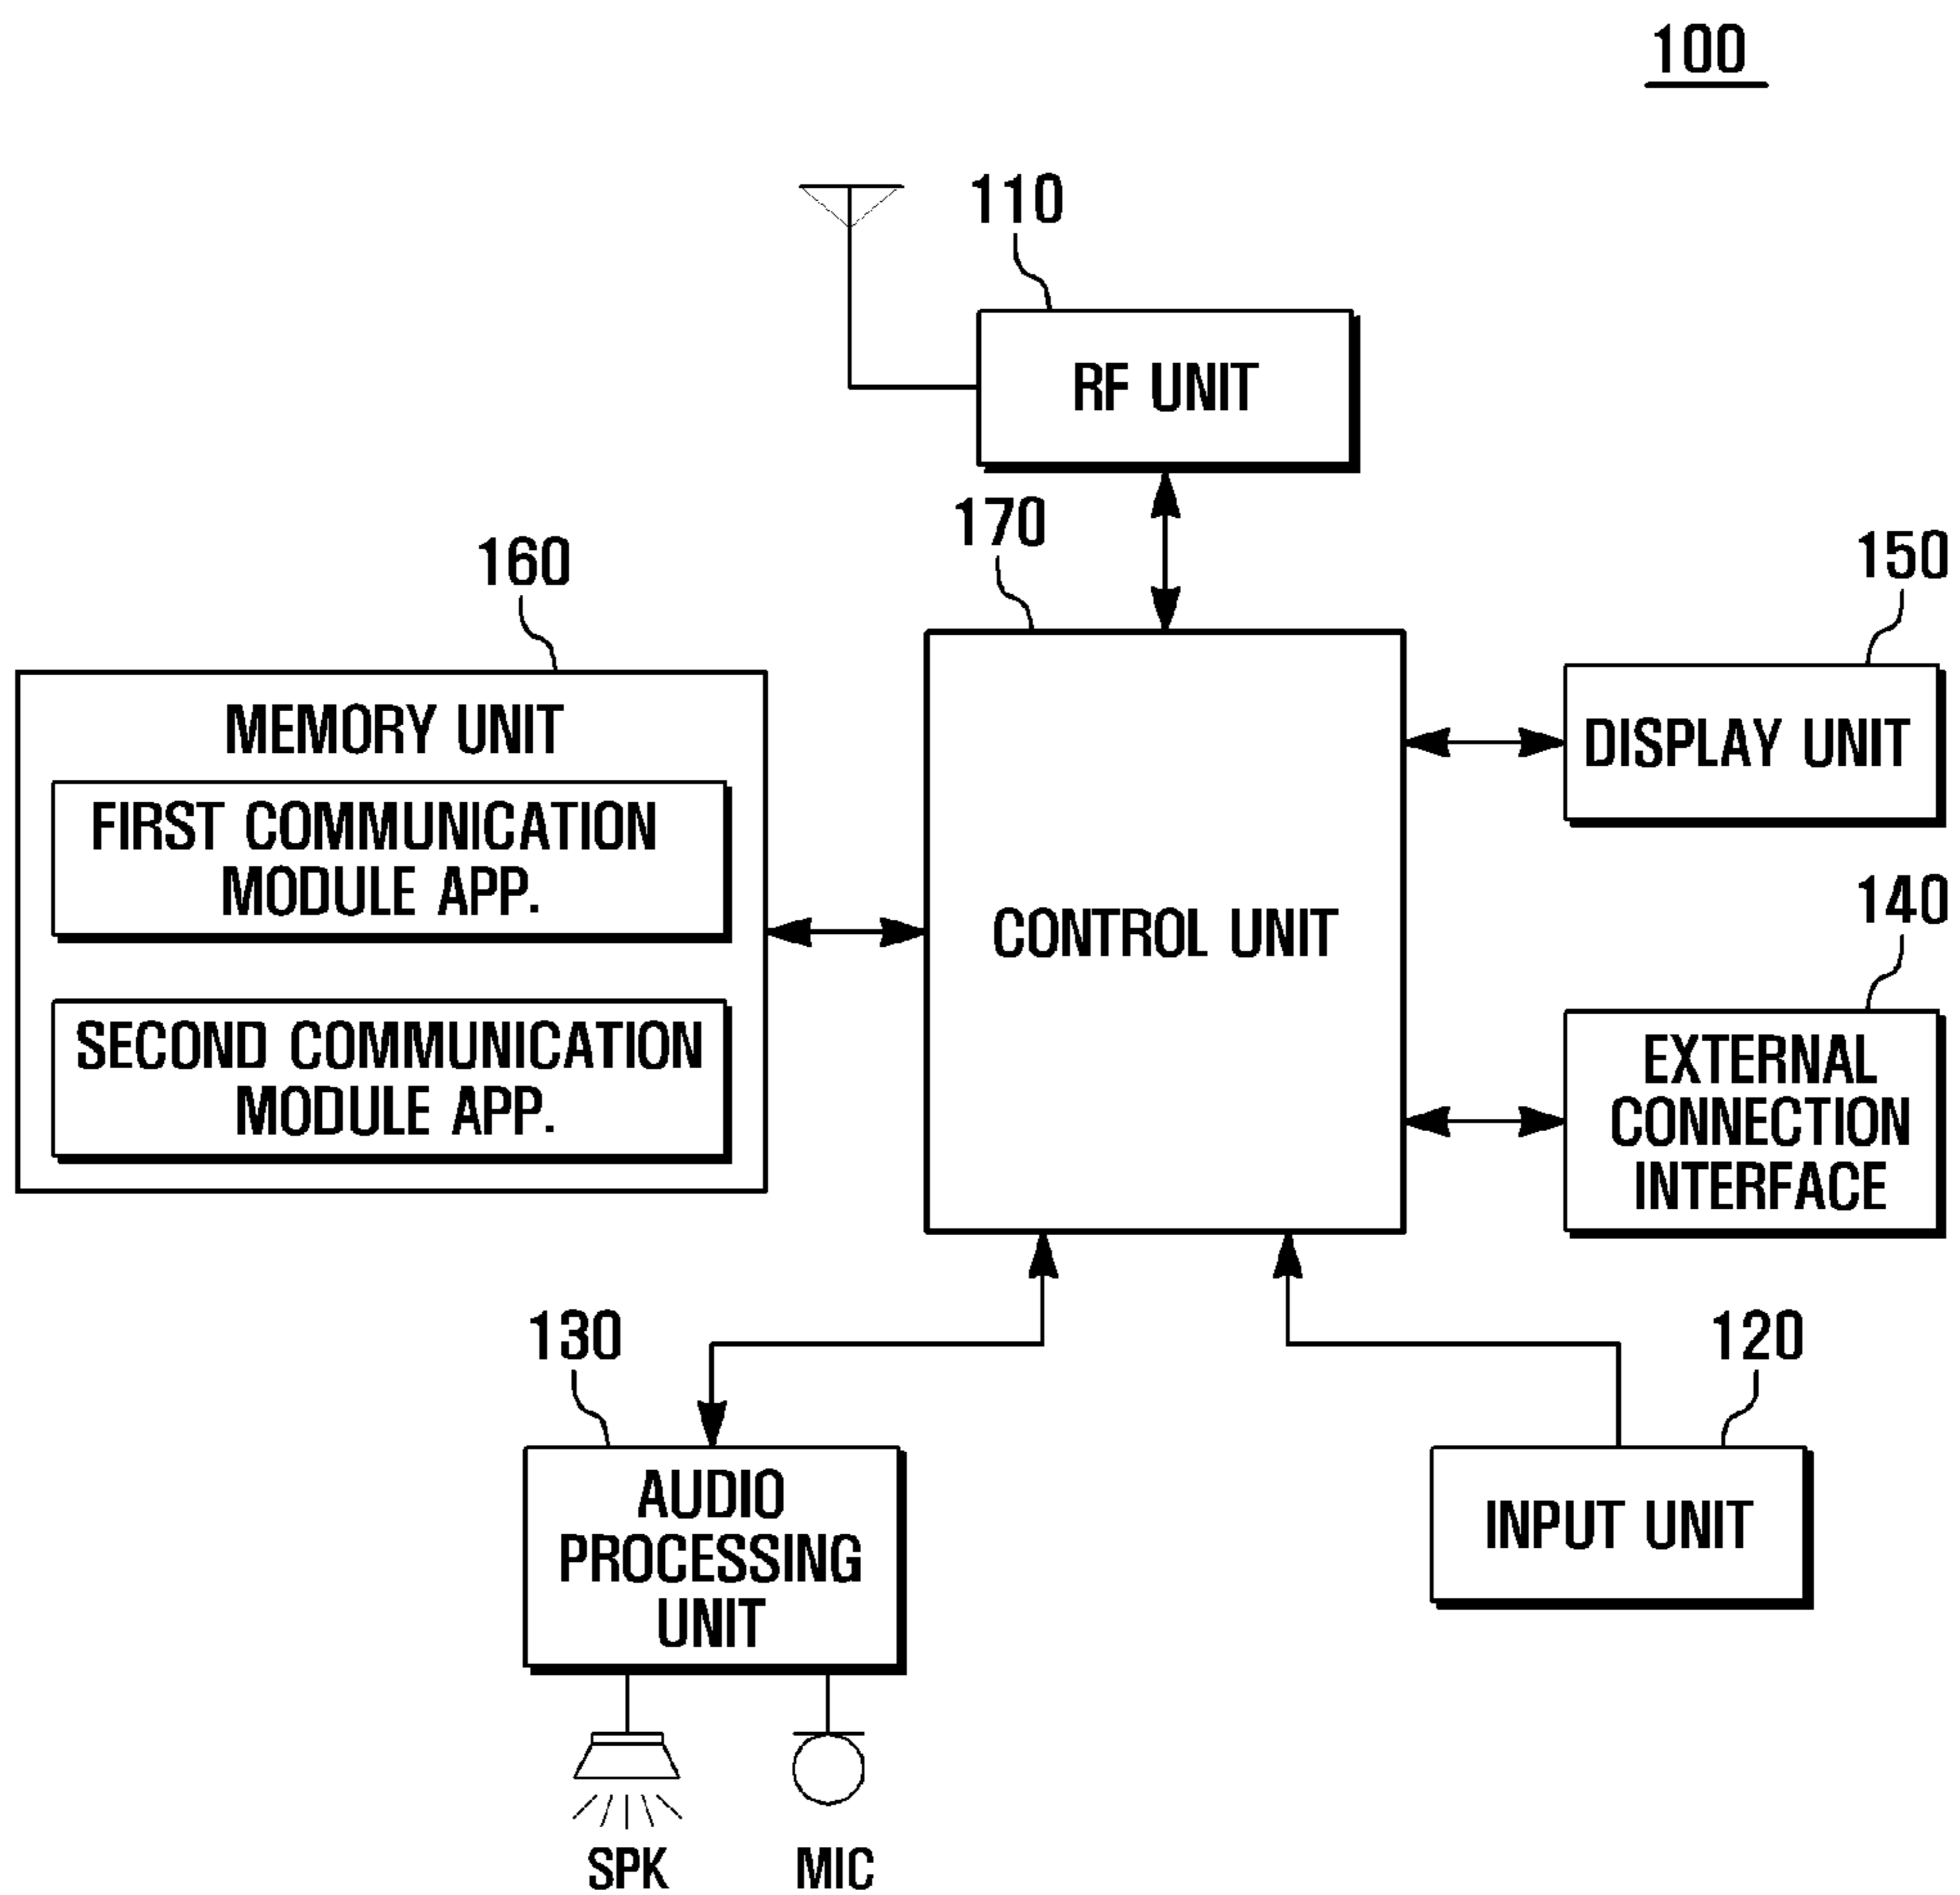 100
110
RF UNIT
170
160
150
MEMORY UNIT
FIRST COMMUNICATION
MODULE APP.
SECOND COMMUNICATION
MODULE APP.
CONTROL UNIT
DISPLAY UNIT
140
EXTERNAL
CONNECTION
INTERFACE
130
120
AUDIO
PROCESSING
UNIT
INPUT UNIT
SPK
MIC